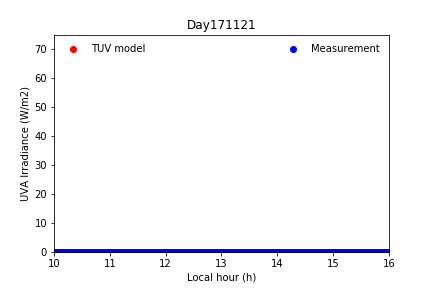 Day171121
TUV model
Measurement
UVA Irradiance (W/m2)
70
60
50
40
30
20
10
0
10 11 12 13 14 15 16
Local hour (h)